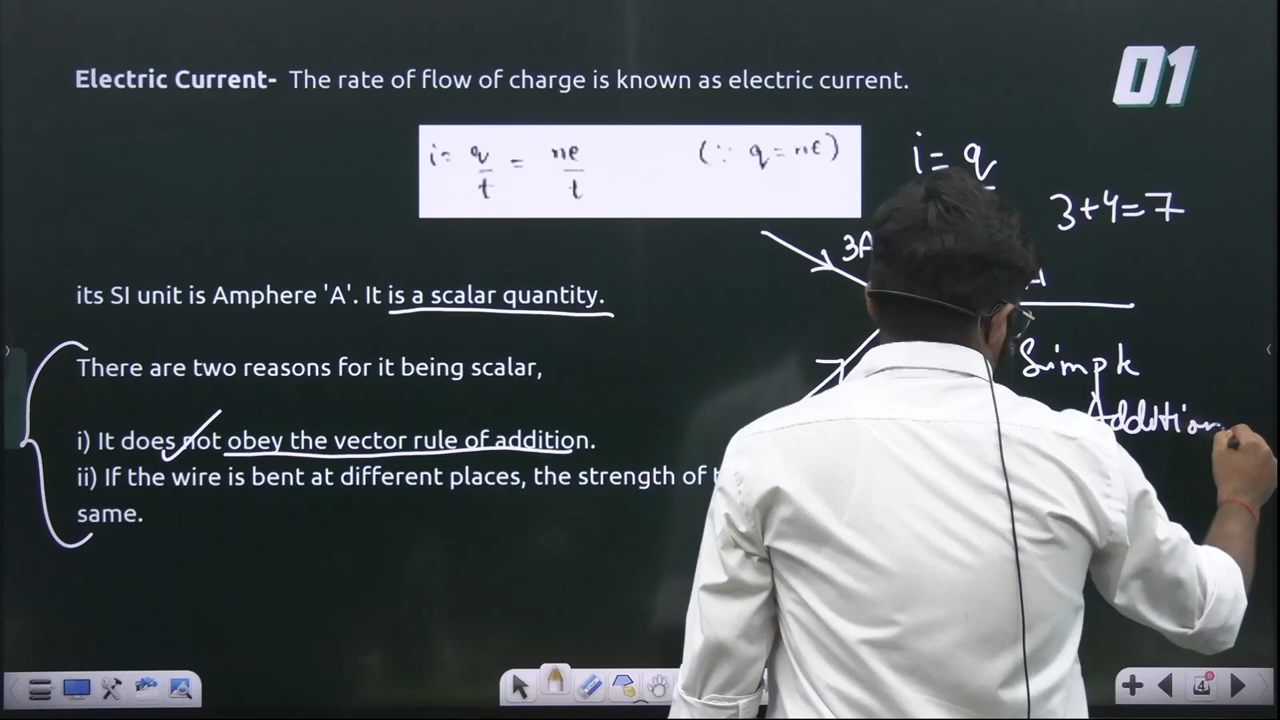 Electric Current- The rate of flow of charge is known as electric current.
01
i= q/t = ne/t (∵ q=ne)
i= q
3+4=7
3A
its SI unit is Amphere 'A'. It is a scalar quantity.
There are two reasons for it being scalar,
Simple
Addition
i) It does not obey the vector rule of addition.
ii) If the wire is bent at different places, the strength of
same.
4